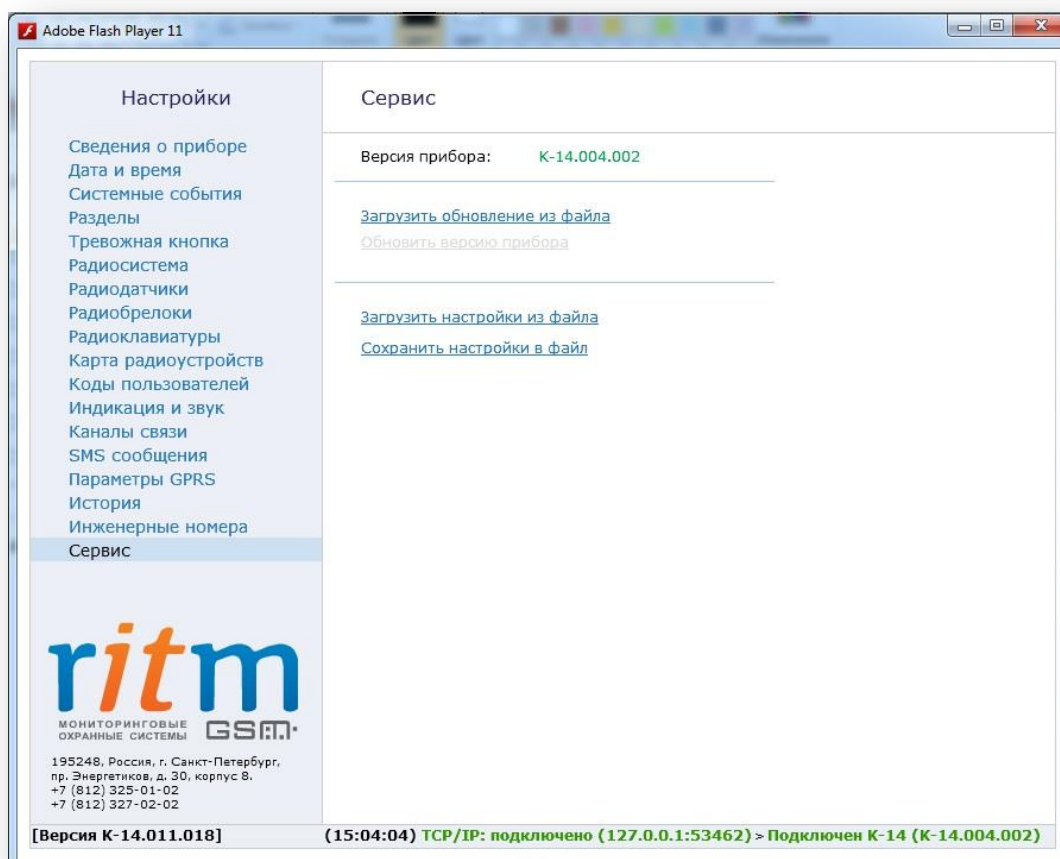 Adobe Flash Player 11
Настройки
Сведения о приборе
Дата и время
Системные события
Разделы
Тревожная кнопка
Радиосистема
Радиодатчики
Радиобрелоки
Радиоклавиатуры
Карта радиоустройств
Коды пользователей
Индикация и звук
Каналы связи
SMS сообщения
Параметры GPRS
История
Инженерные номера
Сервис
ritm
МОНИТОРИНГОВЫЕ
ОХРАННЫЕ СИСТЕМЫ
GSM
195248, Россия, г. Санкт-Петербург,
пр. Энергетиков, д. 30, корпус 8.
+7 (812) 325-01-02
+7 (812) 327-02-02
Сервис
Версия прибора: K-14.004.002
Загрузить обновление из файла
Обновить версию прибора
Загрузить настройки из файла
Сохранить настройки в файл
[Версия K-14.011.018] (15:04:04) TCP/IP: подключено (127.0.0.1:53462) > Подключен K-14 (K-14.004.002)